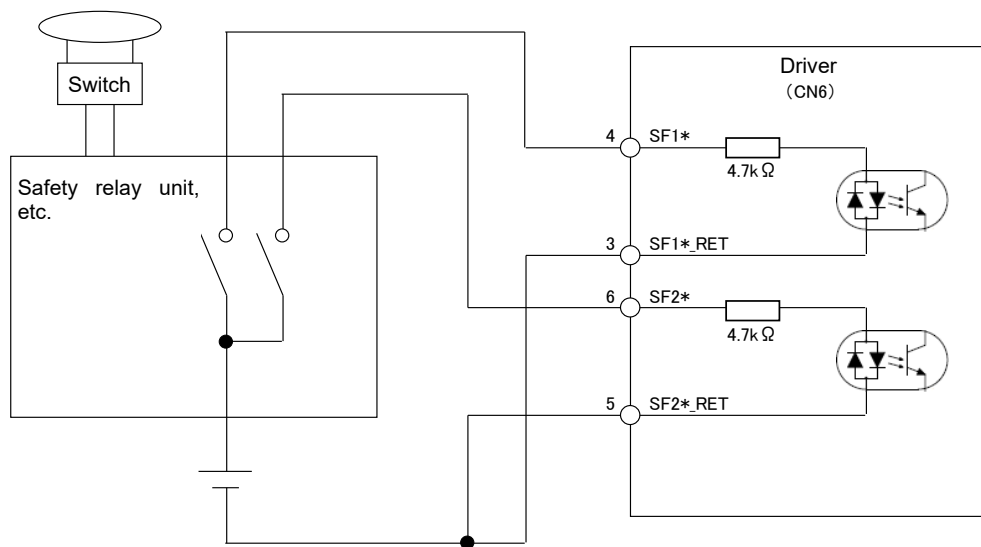 Switch
Safety relay unit,
etc.
Driver
(CN6)
4 SF1*
4.7kΩ
3 SF1*_RET
6 SF2*
4.7kΩ
5 SF2*_RET